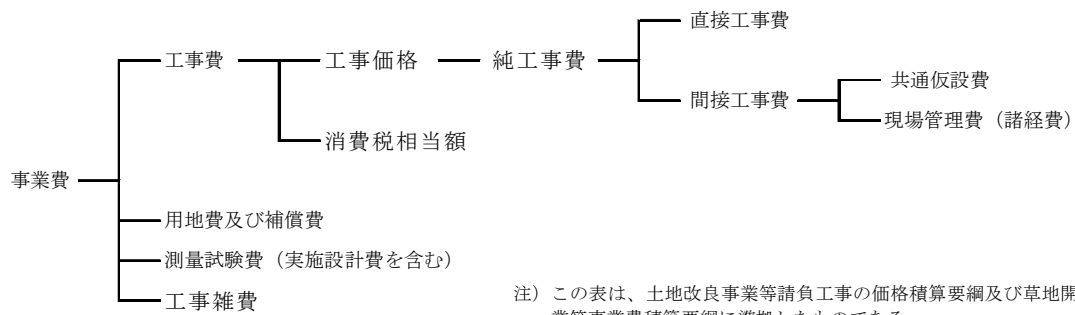 直接工事費
工事費 工事価格 純工事費
共通仮設費
間接工事費
現場管理費（諸経費）
消費税相当額
事業費
用地費及び補償費
測量試験費（実施設計費を含む）
工事雑費
注）この表は、土地改良事業等請負工事の価格積算要綱及び草地開